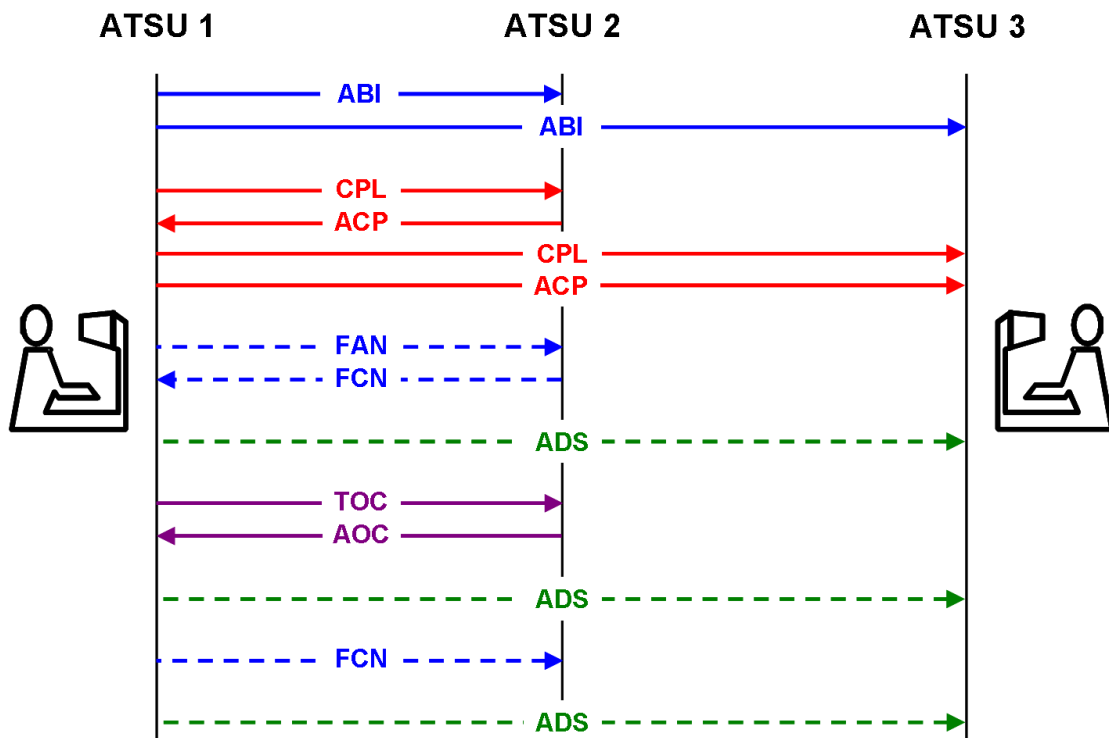 ATSU 1 ATSU 2 ATSU 3
ABI
ABI
CPL
ACP
CPL
ACP
FAN
FCN
ADS
TOC
AOC
ADS
FCN
ADS